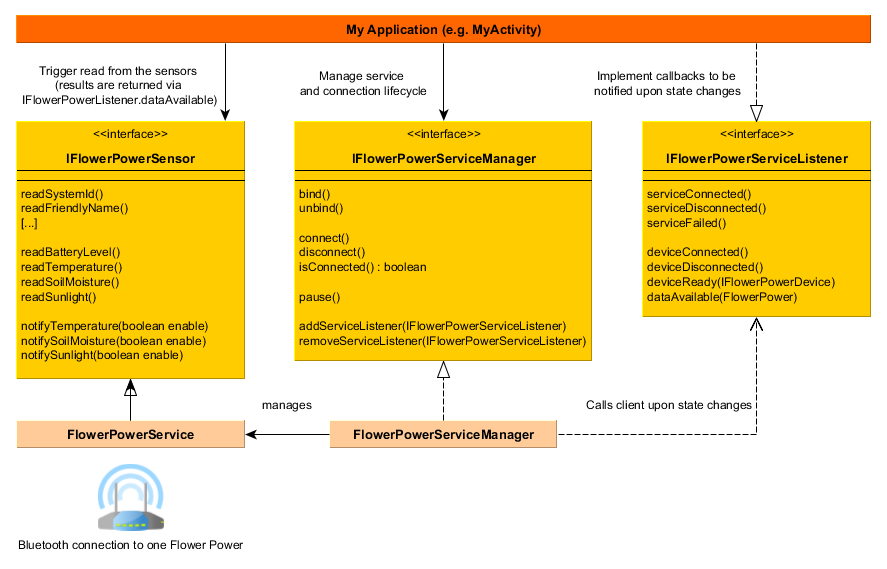 My Application (e.g. MyActivity)
Trigger read from the sensors
(results are returned via
IFlowerPowerListener.dataAvailable)
Manage service
and connection lifecycle
Implement callbacks to be
notified upon state changes
<<interface>>
IFlowerPowerSensor
readSystemId()
readFriendlyName()
[...]
readBatteryLevel()
readTemperature()
readSoilMoisture()
readSunlight()
notifyTemperature(boolean enable)
notifySoilMoisture(boolean enable)
notifySunlight(boolean enable)
<<interface>>
IFlowerPowerServiceManager
bind()
unbind()
connect()
disconnect()
isConnected() : boolean
pause()
addServiceListener(IFlowerPowerServiceListener)
removeServiceListener(IFlowerPowerServiceListener)
<<interface>>
IFlowerPowerServiceListener
serviceConnected()
serviceDisconnected()
serviceFailed()
deviceConnected()
deviceDisconnected()
deviceReady(IFlowerPowerDevice)
dataAvailable(FlowerPower)
manages
Calls client upon state changes
FlowerPowerService
FlowerPowerServiceManager
Bluetooth connection to one Flower Power